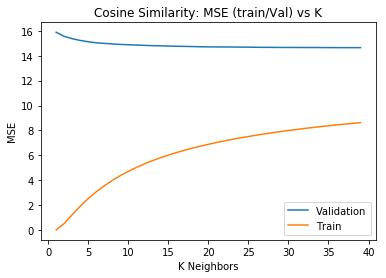 Cosine Similarity: MSE (train/Val) vs K
MSE
16
14
12
10
8
6
4
2
0
0 5 10 15 20 25 30 35 40
K Neighbors
Validation
Train